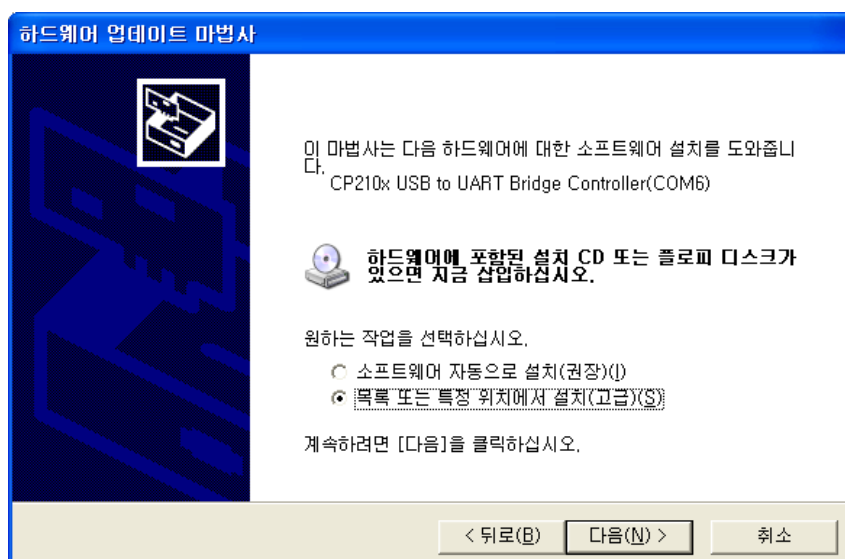 하드웨어 업데이트 마법사
이 마법사는 다음 하드웨어에 대한 소프트웨어 설치를 도와줍니
다.
CP210x USB to UART Bridge Controller(COM6)
하드웨어에 포함된 설치 CD 또는 플로피 디스크가
있으면 지금 삽입하십시오.
원하는 작업을 선택하십시오.
소프트웨어 자동으로 설치(권장)(I)
목록 또는 특정 위치에서 설치(고급)(S)
계속하려면 [다음]을 클릭하십시오.
< 뒤로(B) 다음(N) > 취소